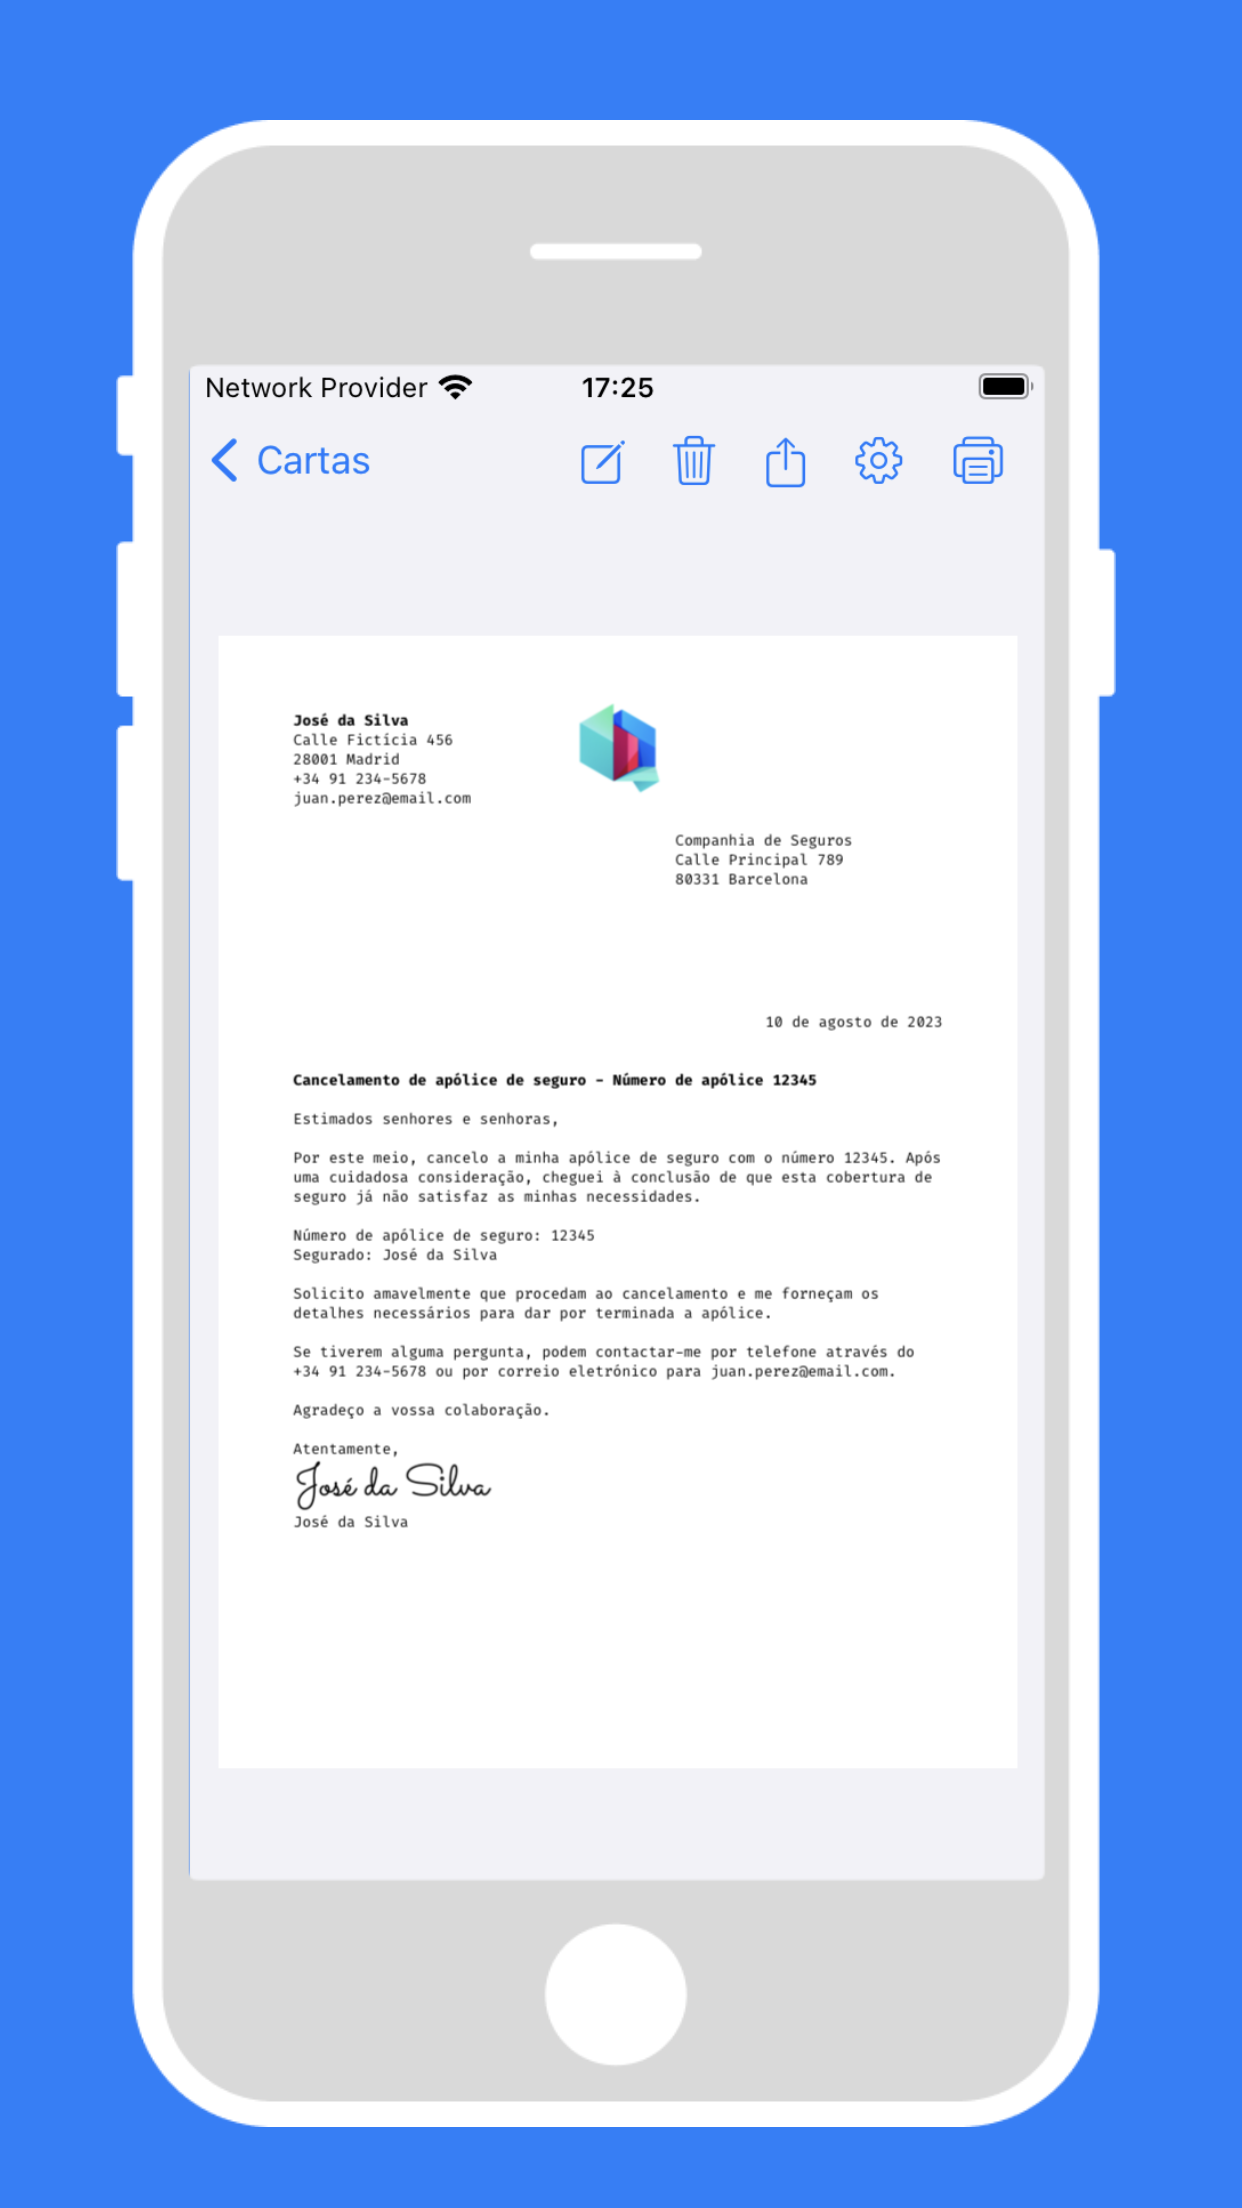 Network Provider
17:25
Cartas
José da Silva
Calle Fictícia 456
28001 Madrid
+34 91 234-5678
juan.perez@email.com
Companhia de Seguros
Calle Principal 789
80331 Barcelona
10 de agosto de 2023
Cancelamento de apólice de seguro - Número de apólice 12345
Estimados senhores e senhoras,
Por este meio, cancelo a minha apólice de seguro com o número 12345. Após
uma cuidadosa consideração, cheguei à conclusão de que esta cobertura de
seguro já não satisfaz as minhas necessidades.
Número de apólice de seguro: 12345
Segurado: José da Silva
Solicito amavelmente que procedam ao cancelamento e me forneçam os
detalhes necessários para dar por terminada a apólice.
Se tiverem alguma pergunta, podem contactar-me por telefone através do
+34 91 234-5678 ou por correio eletrónico para juan.perez@email.com.
Agradeço a vossa colaboração.
Atentamente,
José da Silva
José da Silva